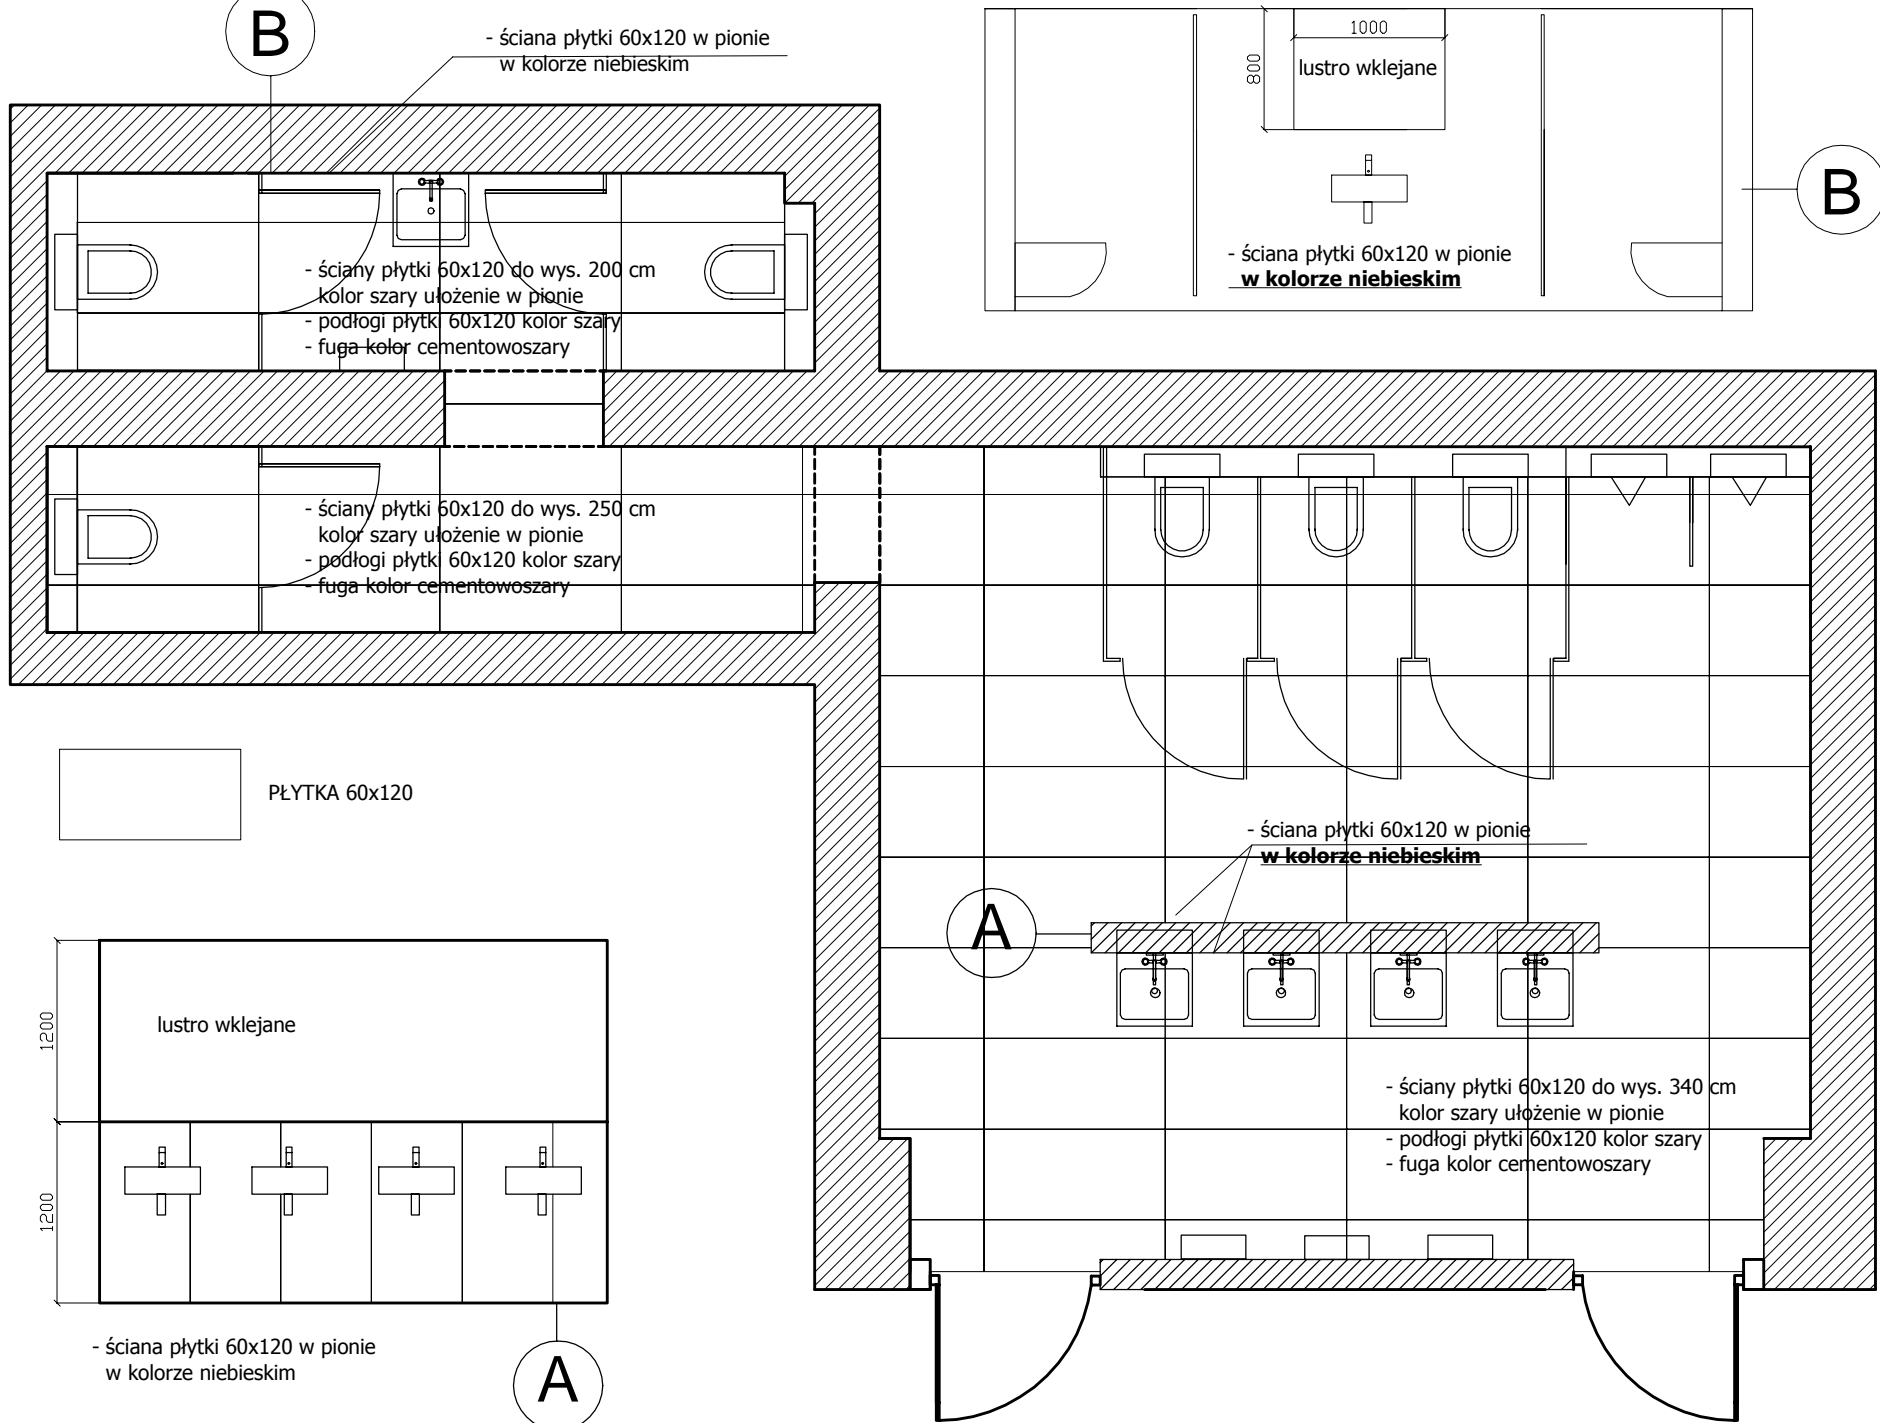 B
- ściana płytki 60x120 w pionie
w kolorze niebieskim
1000
800
lustro wklejane
B
- ściana płytki 60x120 w pionie
w kolorze niebieskim
- ściany płytki 60x120 do wys. 200 cm
kolor szary ułożenie w pionie
- podłogi płytki 60x120 kolor szary
- fuga kolor cementowoszary
- ściany płytki 60x120 do wys. 250 cm
kolor szary ułożenie w pionie
- podłogi płytki 60x120 kolor szary
- fuga kolor cementowoszary
PŁYTKA 60x120
- ściana płytki 60x120 w pionie
w kolorze niebieskim
A
1200
lustro wklejane
1200
- ściany płytki 60x120 do wys. 340 cm
kolor szary ułożenie w pionie
- podłogi płytki 60x120 kolor szary
- fuga kolor cementowoszary
- ściana płytki 60x120 w pionie
w kolorze niebieskim
A